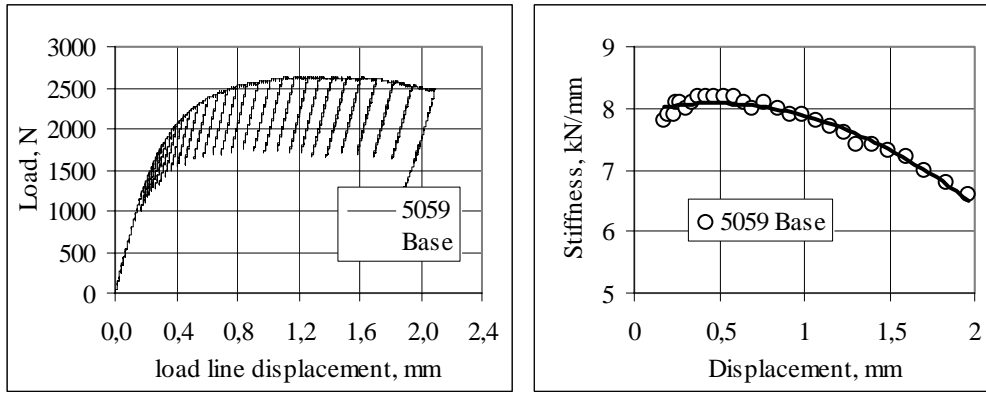 3000
2500
2000
1500
1000
500
0
Load, N
0,0 0,4 0,8 1,2 1,6 2,0 2,4
load line displacement, mm
5059
Base
9
8
7
6
5
Stiffness, kN/mm
0 0,5 1 1,5 2
Displacement, mm
5059 Base